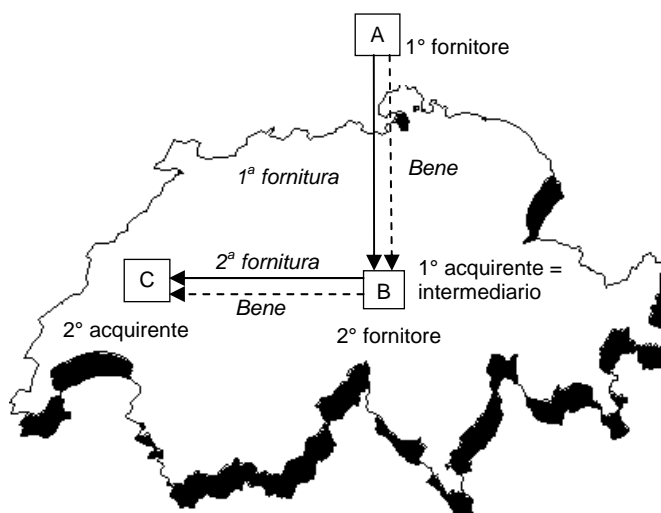 A
1° fornitore
1ª fornitura
Bene
2ª fornitura
C
B
1° acquirente =
intermediario
Bene
2° acquirente
2° fornitore